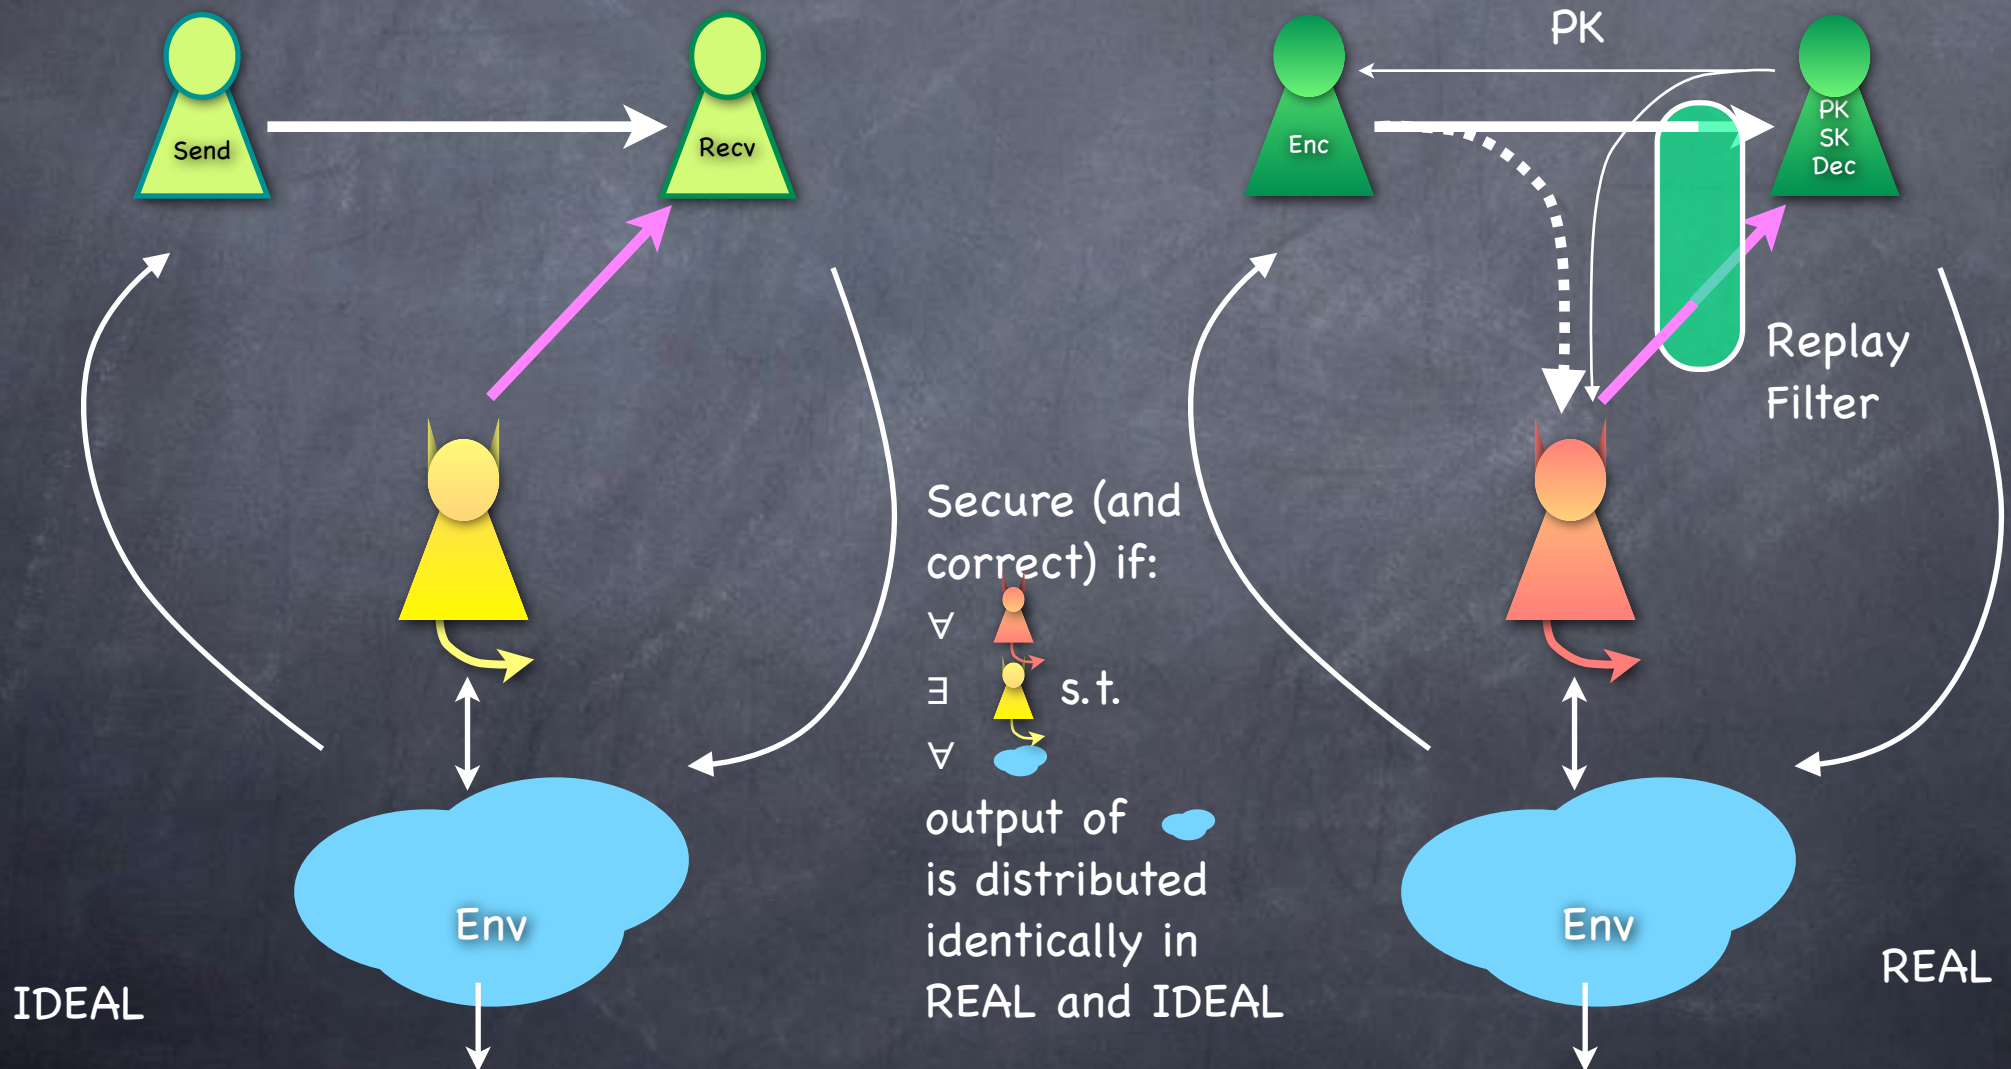 Send
Recv
IDEAL
Env
Secure (and
correct) if:
∀
∃ s.t.
∀
output of
is distributed
identically in
REAL and IDEAL
PK
Enc
PK
SK
Dec
Replay
Filter
Env
REAL